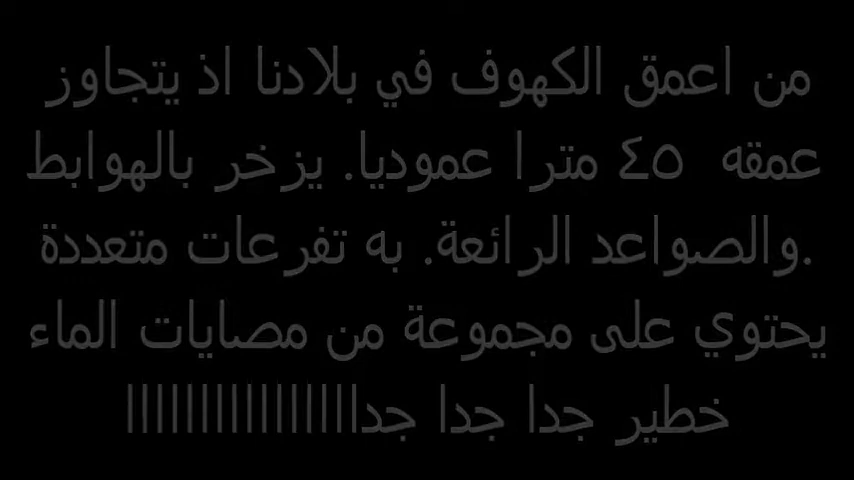 من اعمق الكهوف في بلادنا اذ يتجاوز
عمقه ٤٥ مترا عموديا. يزخر بالهوابط
.والصواعد الرائعة. به تفرعات متعددة
يحتوي على مجموعة من مصايات الماء
خطير جدا جدا جداااااااااااااااااا